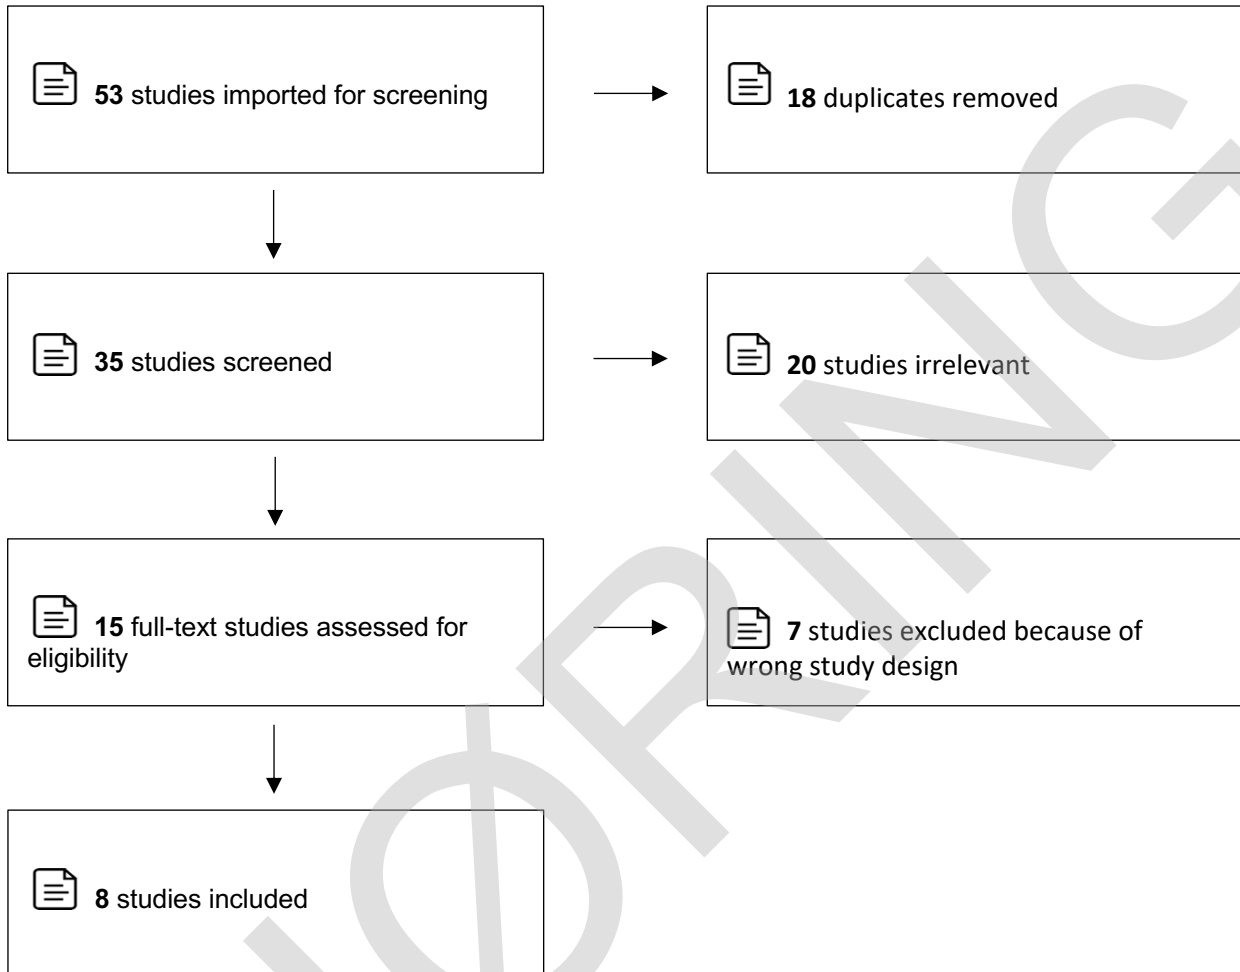 53 studies imported for screening
18 duplicates removed
35 studies screened
20 studies irrelevant
15 full-text studies assessed for
eligibility
7 studies excluded because of
wrong study design
8 studies included
ØRING